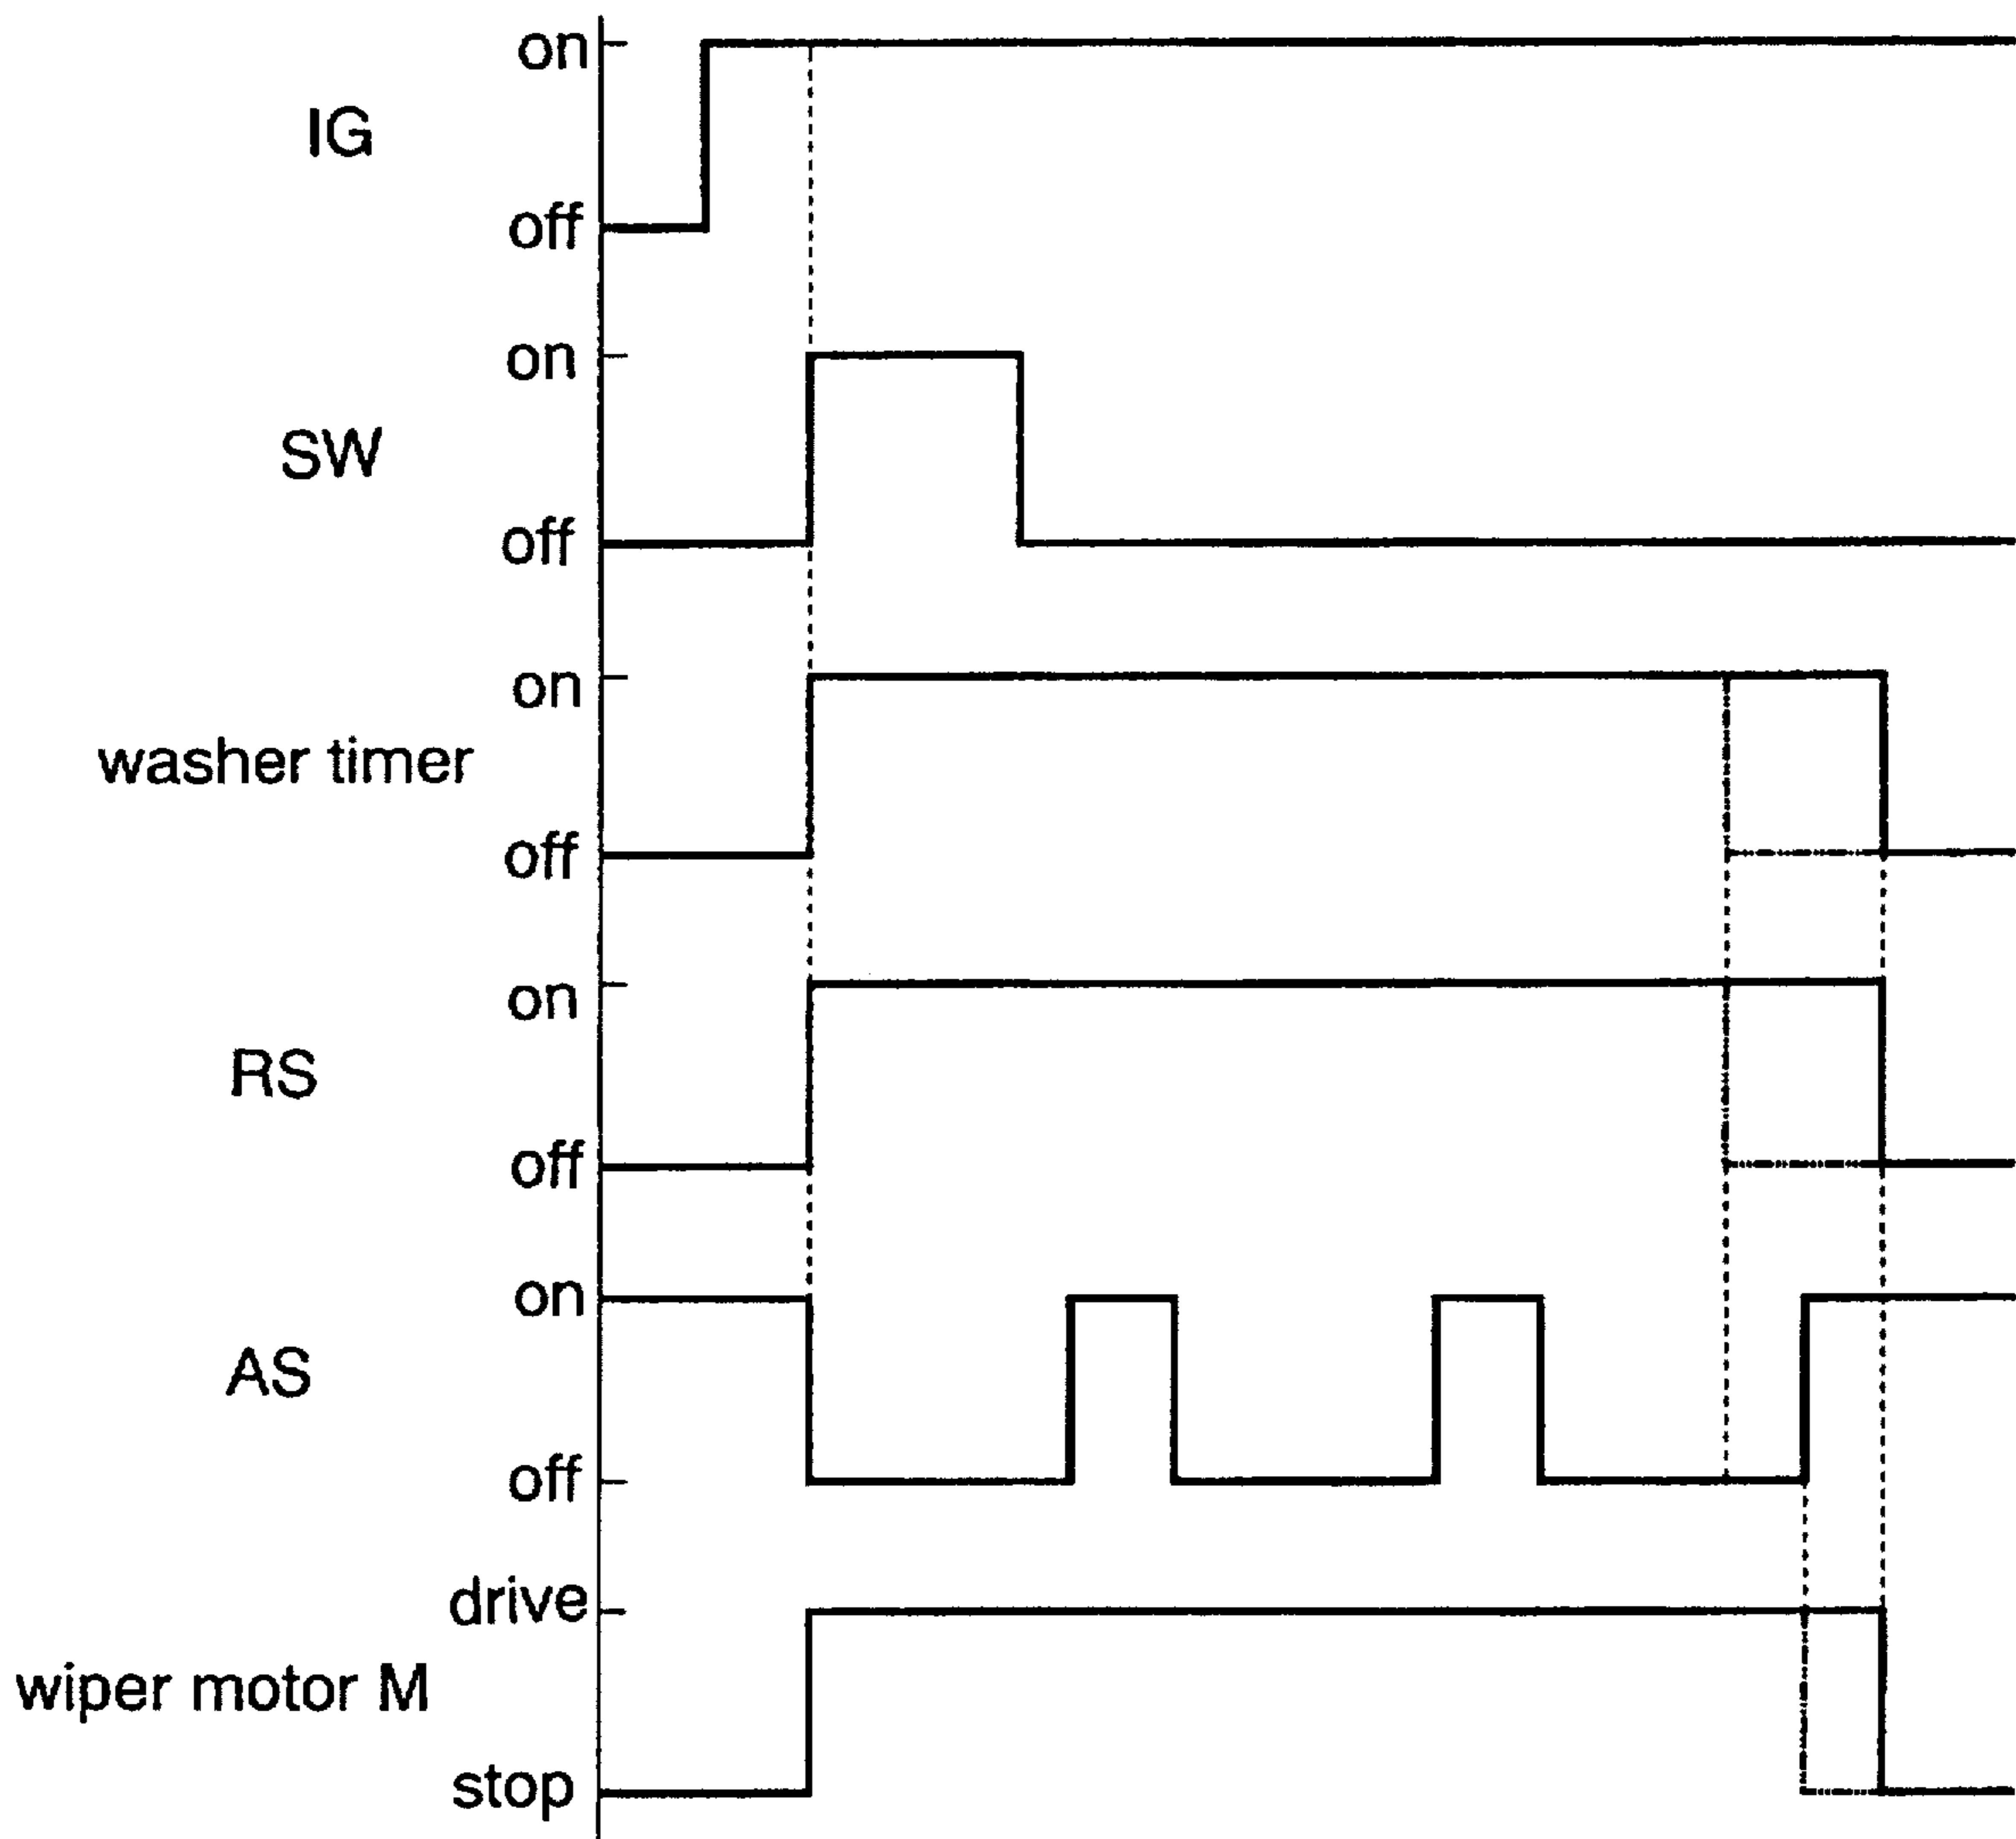 on
IG
off
on
SW
off
on
washer timer
off
on
RS
off
on
AS
off
drive
wiper motor M
stop